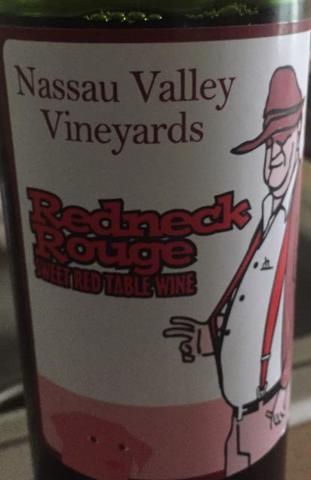 Nassau Valley
Vineyards
Redneck
Rouge
SWEET RED TABLE WINE